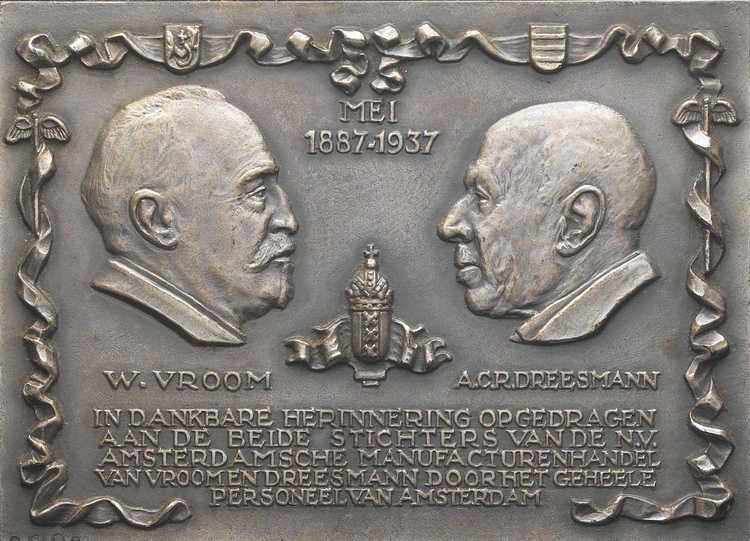 MEI
1887-1937
W. VROOM
A.C.R. DREESMANN
IN DANKBARE HERINNERING OPGEDRAGEN
AAN DE BEIDE STICHTERS VAN DE N.V.
AMSTERDAMSCHE MANUFACTURENHANDEL
VAN VROOM EN DREESMANN DOOR HET GEHEELE
PERSONEEL VAN AMSTERDAM